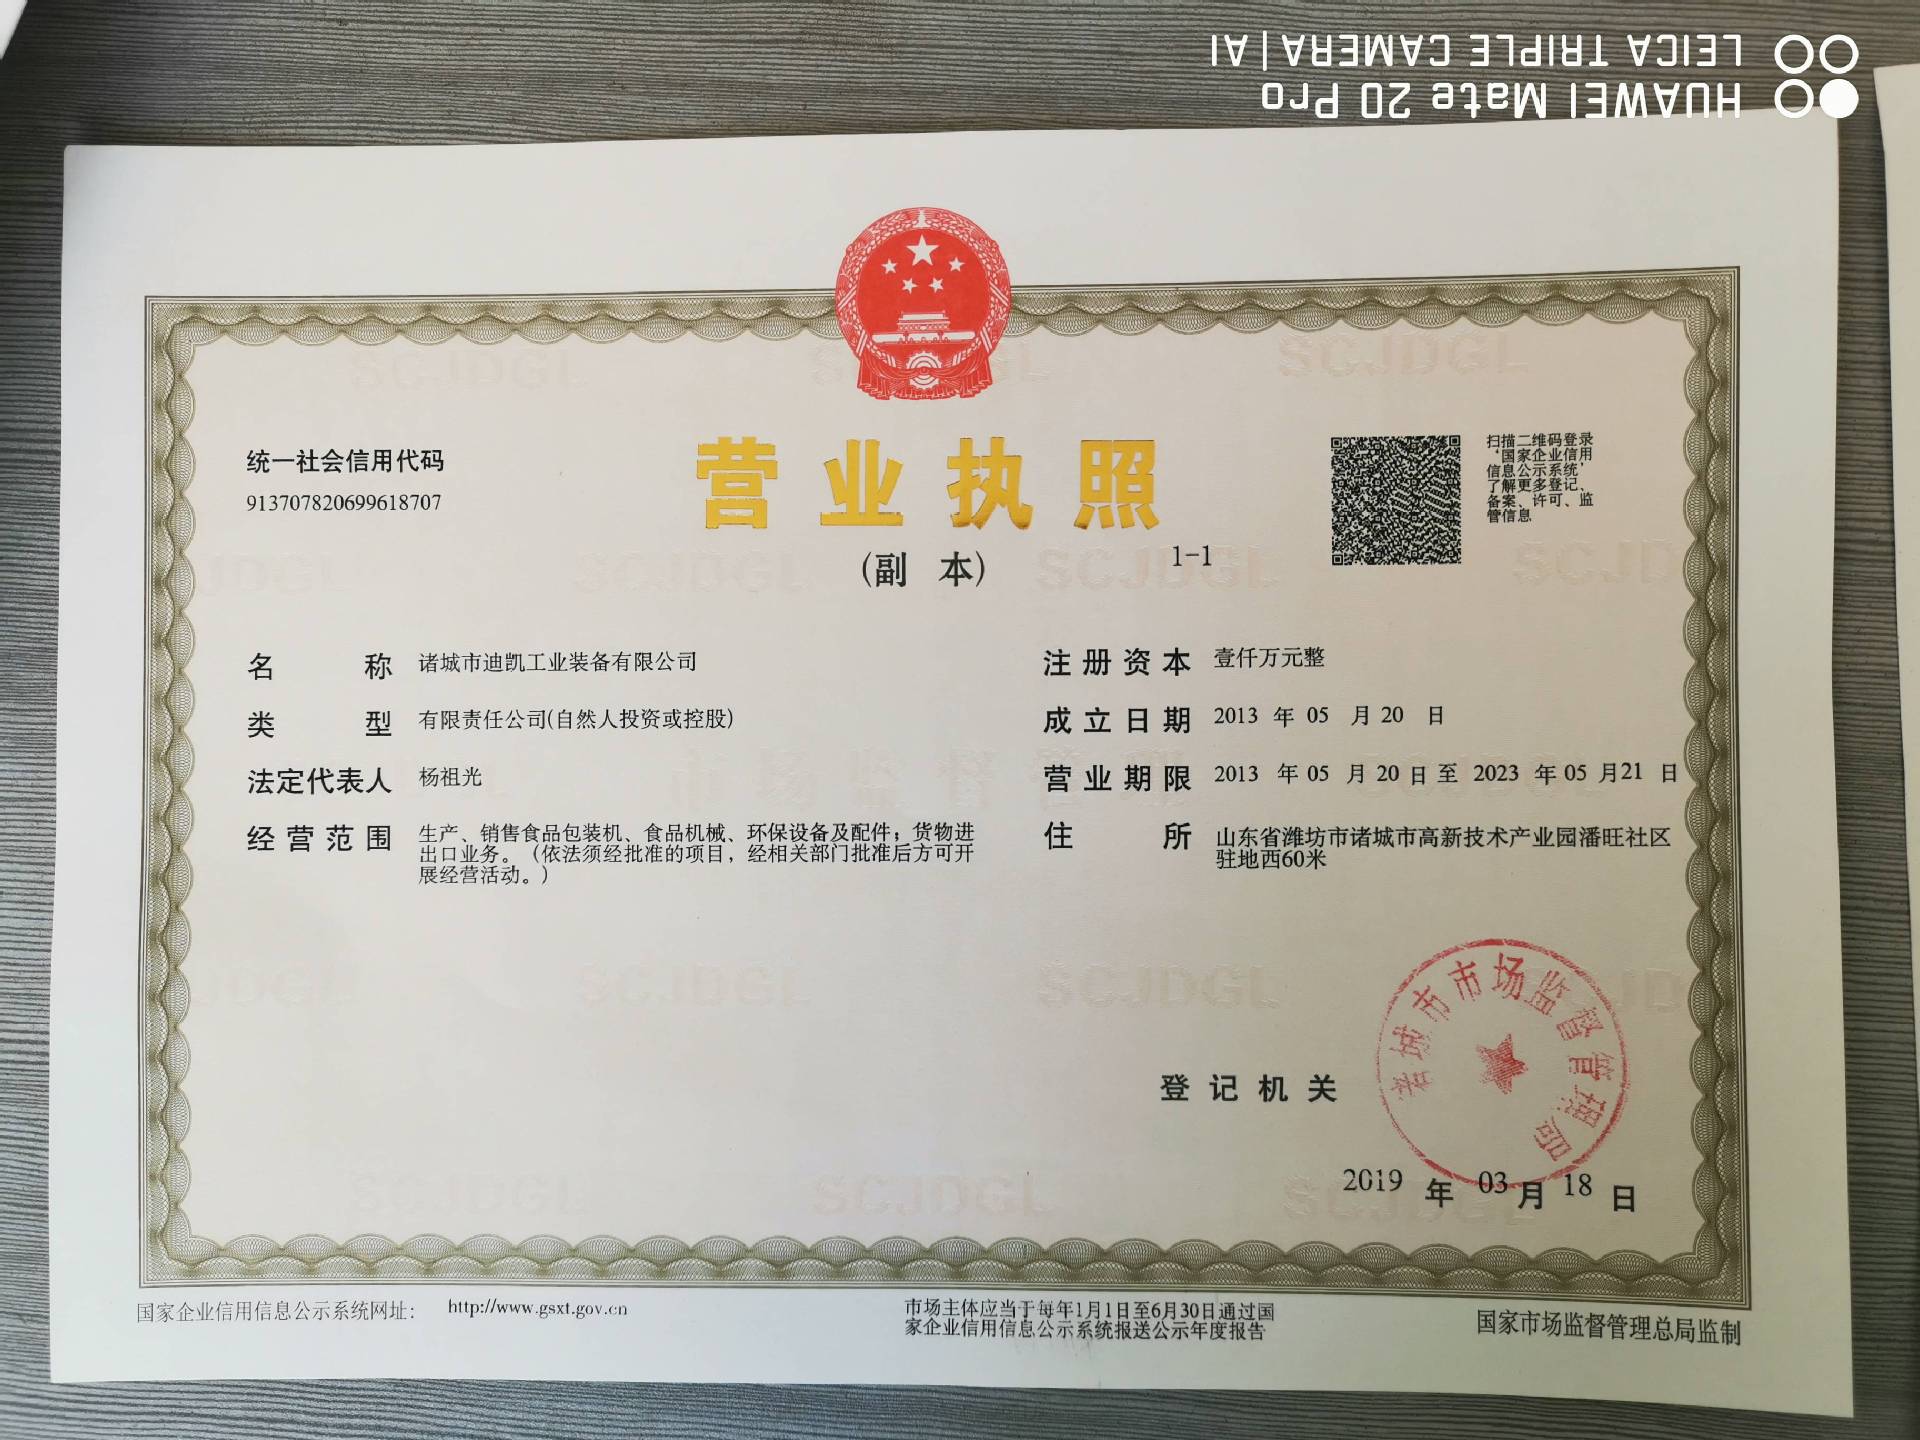 HUAWEI Mate 20 Pro
LEICA TRIPLE CAMERA | AI
统一社会信用代码
913707820699618707
营业执照
(副 本)
1-1
扫描二维码登录
'国家企业信用
信息公示系统'
了解更多登记、
备案、许可、监
管信息
名 称 诸城市迪凯工业装备有限公司
类 型 有限责任公司(自然人投资或控股)
法定代表人 杨祖光
经营范围 生产、销售食品包装机、食品机械、环保设备及配件；货物进
出口业务。（依法须经批准的项目，经相关部门批准后方可开
展经营活动。）
注册资本 壹仟万元整
成立日期 2013 年 05 月 20 日
营业期限 2013 年 05 月 20 日 至 2023 年 05 月 21 日
住 所 山东省潍坊市诸城市高新技术产业园潘旺社区
驻地西60米
登记机关
诸城市市场监督管理局
2019 年 03 月 18 日
国家企业信用信息公示系统网址： http://www.gsxt.gov.cn
市场主体应当于每年1月1日至6月30日通过国
家企业信用信息公示系统报送公示年度报告
国家市场监督管理总局监制